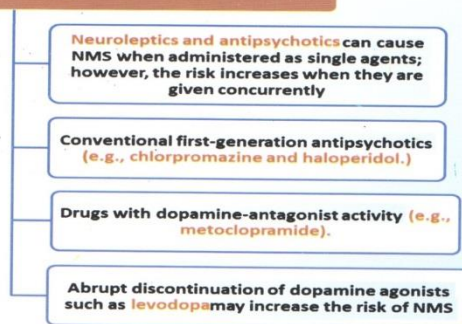 Neuroleptics and antipsychotics can cause
NMS when administered as single agents;
however, the risk increases when they are
given concurrently
Conventional first-generation antipsychotics
(e.g., chlorpromazine and haloperidol.)
Drugs with dopamine-antagonist activity (e.g.,
metoclopramide).
Abrupt discontinuation of dopamine agonists
such as levodopamay increase the risk of NMS